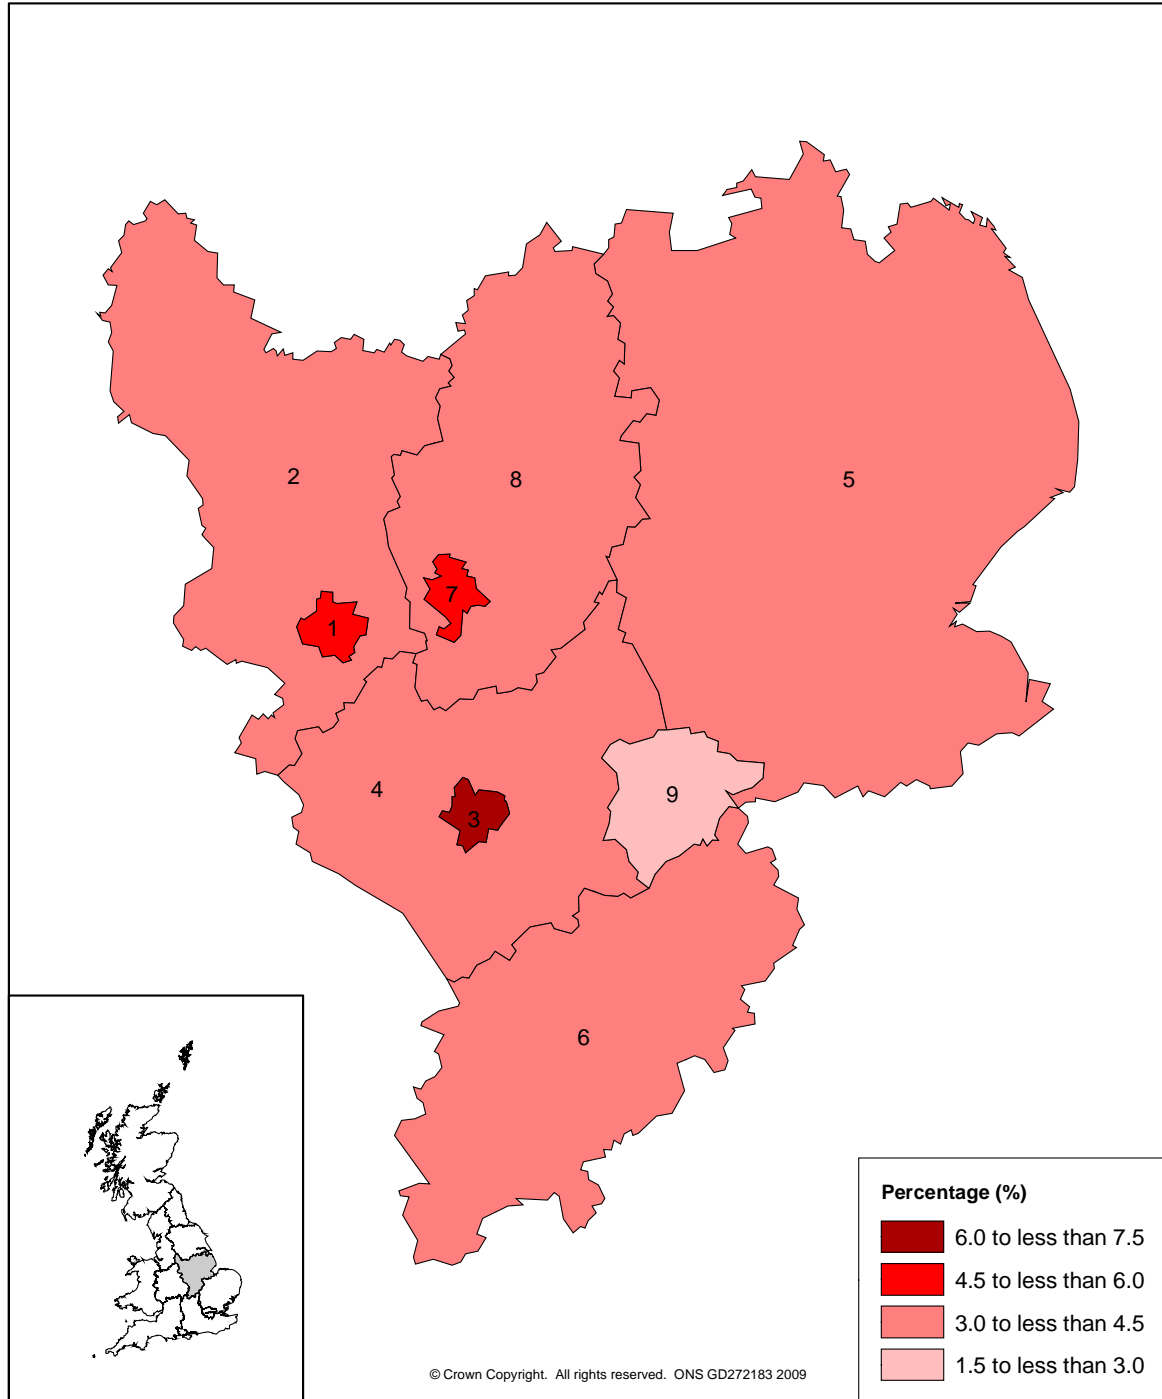 2
8
5
7
1
4
9
3
6
Percentage (%)
6.0 to less than 7.5
4.5 to less than 6.0
3.0 to less than 4.5
1.5 to less than 3.0
© Crown Copyright. All rights reserved. ONS GD272183 2009